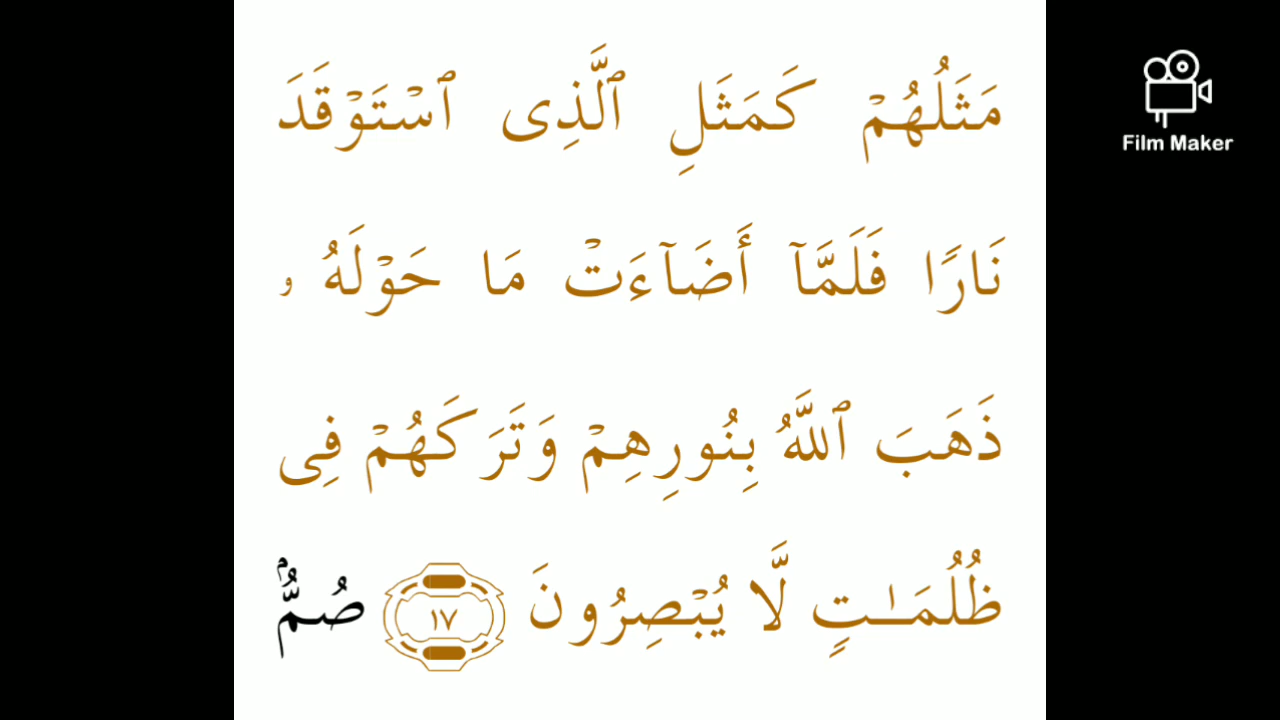 مَثَلُهُمۡ كَمَثَلِ ٱلَّذِى ٱسۡتَوۡقَدَ
نَارًا فَلَمَّآ أَضَآءَتۡ مَا حَوۡلَهُۥ
ذَهَبَ ٱللَّهُ بِنُورِهِمۡ وَتَرَكَهُمۡ فِى
ظُلُمَـٰتٍ لَّا يُبۡصِرُونَ ١٧ صُمُّۢ
Film Maker